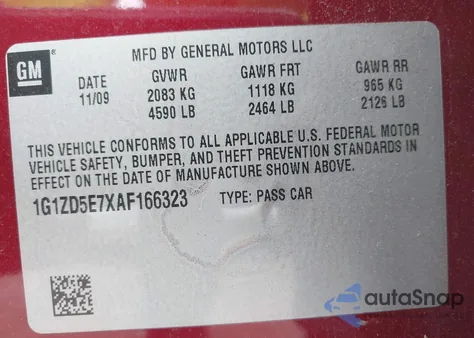 GM
MFD BY GENERAL MOTORS LLC
DATE GVWR GAWR FRT GAWR RR
11/09 2083 KG 1118 KG 965 KG
4590 LB 2464 LB 2126 LB
THIS VEHICLE CONFORMS TO ALL APPLICABLE U.S. FEDERAL MOTOR
VEHICLE SAFETY, BUMPER, AND THEFT PREVENTION STANDARDS IN
EFFECT ON THE DATE OF MANUFACTURE SHOWN ABOVE.
1G1ZD5E7XAF166323 TYPE: PASS CAR
autoSnap